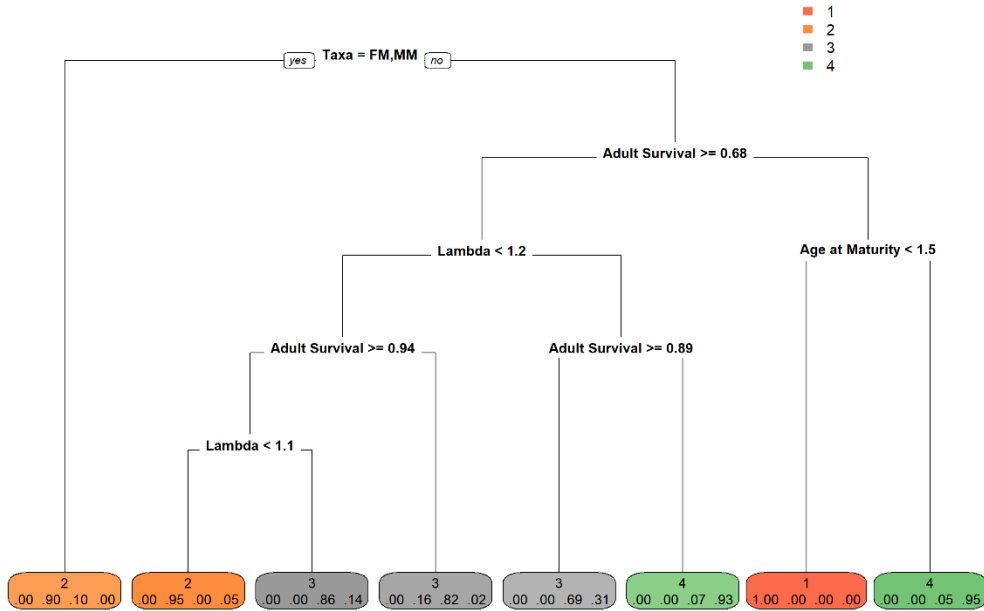 1
2
3
4
yes Taxa = FM,MM no
Adult Survival >= 0.68
Lambda < 1.2
Age at Maturity < 1.5
Adult Survival >= 0.94
Adult Survival >= 0.89
Lambda < 1.1
2
.00 .90 .10 .00
2
.00 .95 .00 .05
3
.00 .00 .86 .14
3
.00 .16 .82 .02
3
.00 .00 .69 .31
4
.00 .00 .07 .93
1
1.00 .00 .00 .00
4
.00 .00 .05 .95